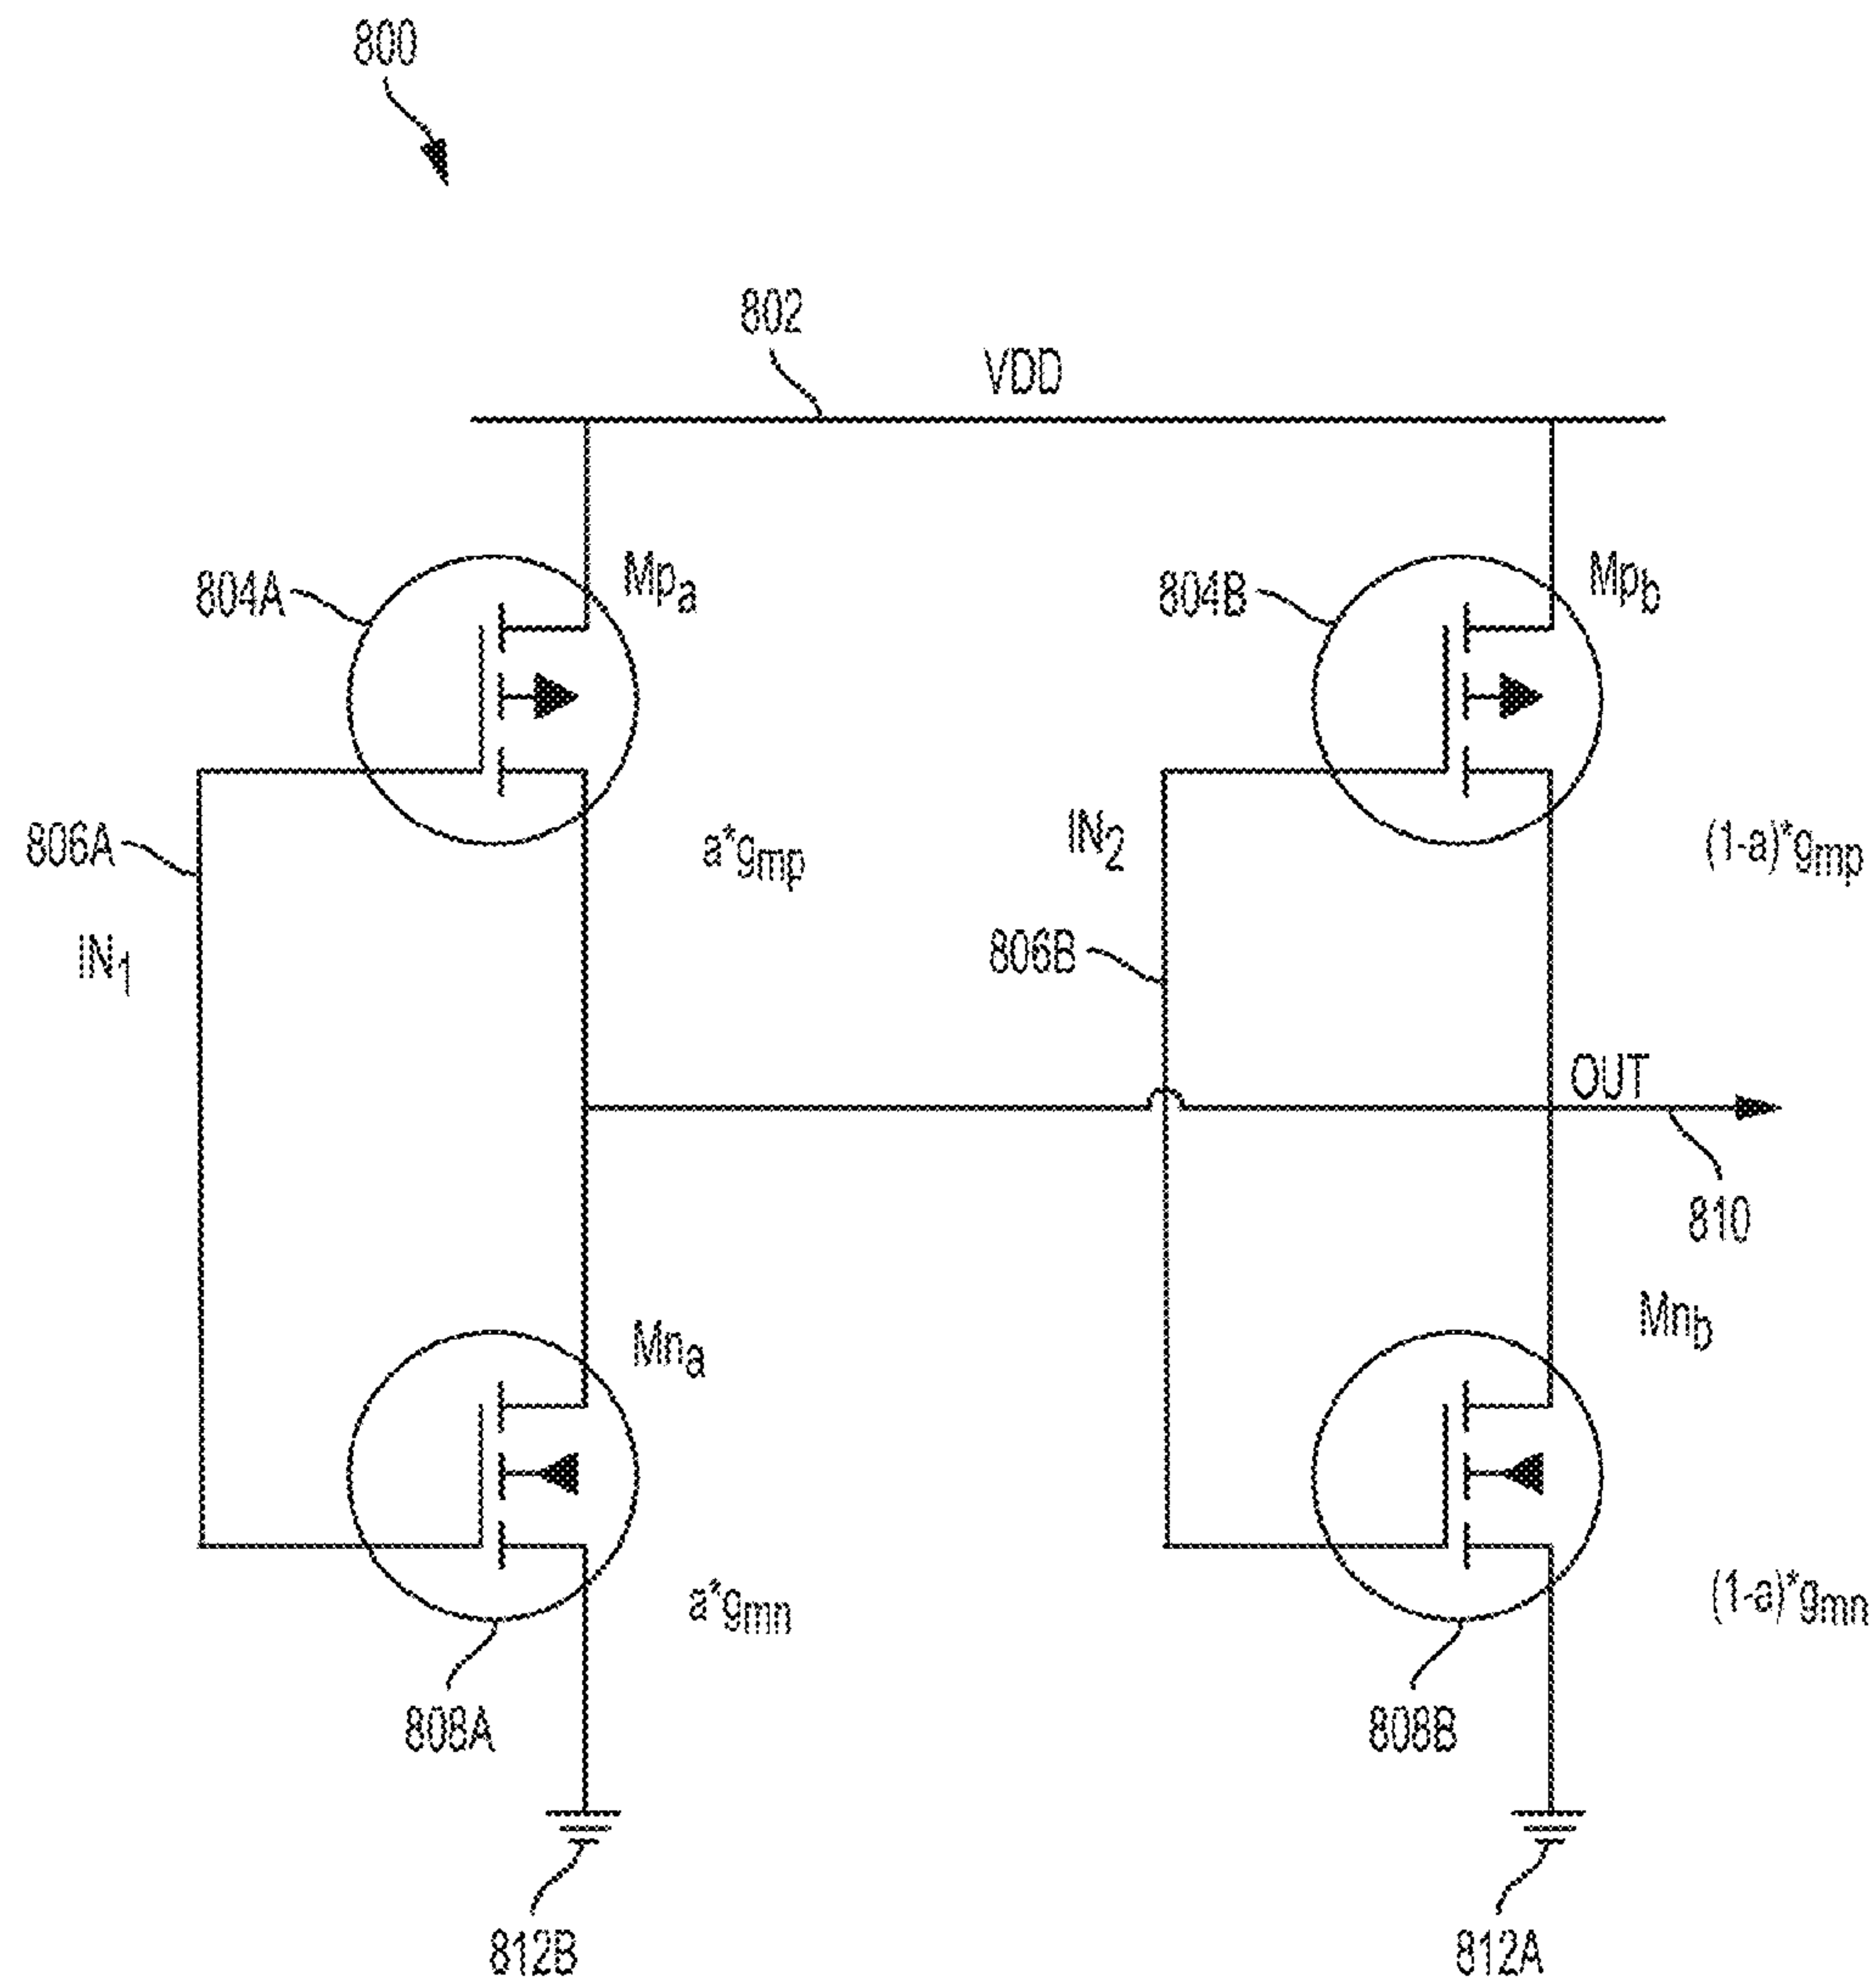 800
802
VDD
804A
Mpa
804B
Mpb
806A
a*gmp
IN2
(1-a)*gmp
IN1
806B
OUT
810
Mna
Mnb
a*gmn
(1-a)*gmn
808A
808B
812B
812A